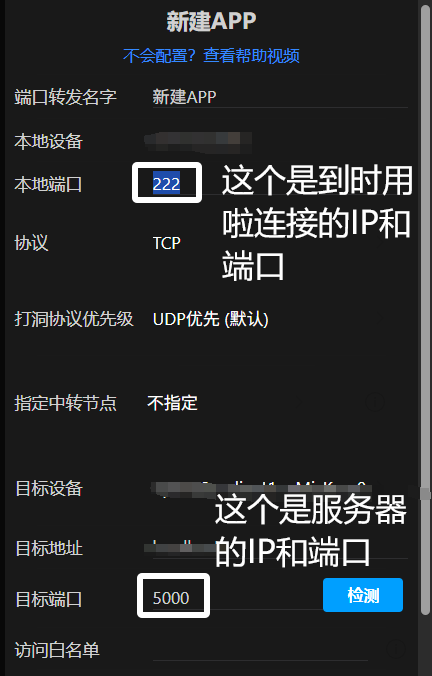 新建APP
不会配置？查看帮助视频
端口转发名字 新建APP
本地设备
本地端口 222
这个是到时用
啦连接的IP和
端口
协议 TCP
打洞协议优先级 UDP优先 (默认)
指定中转节点 不指定
目标设备
这个是服务器
的IP和端口
目标地址
目标端口 5000 检测
访问白名单